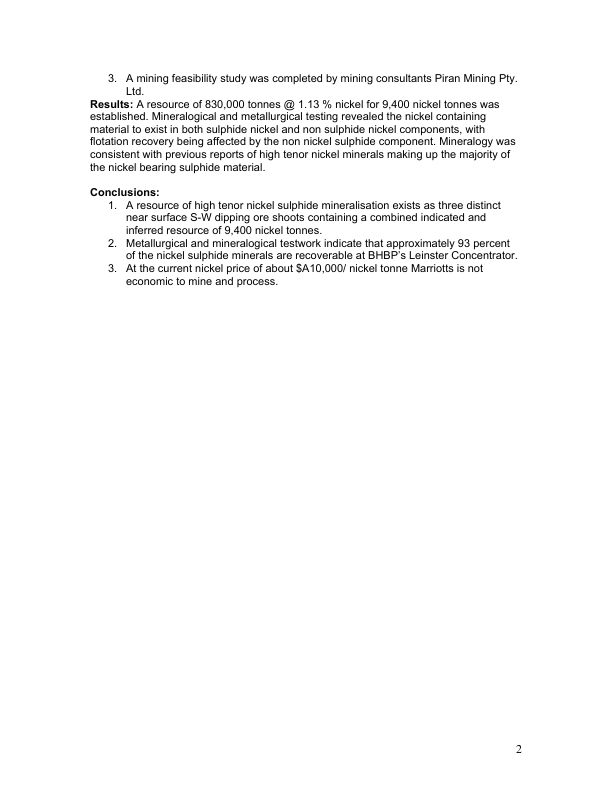 3. A mining feasibility study was completed by mining consultants Piran Mining Pty.
Ltd.
Results: A resource of 830,000 tonnes @ 1.13 % nickel for 9,400 nickel tonnes was
established. Mineralogical and metallurgical testing revealed the nickel containing
material to exist in both sulphide nickel and non sulphide nickel components, with
flotation recovery being affected by the non nickel sulphide component. Mineralogy was
consistent with previous reports of high tenor nickel minerals making up the majority of
the nickel bearing sulphide material.
Conclusions:
1. A resource of high tenor nickel sulphide mineralisation exists as three distinct
near surface S-W dipping ore shoots containing a combined indicated and
inferred resource of 9,400 nickel tonnes.
2. Metallurgical and mineralogical testwork indicate that approximately 93 percent
of the nickel sulphide minerals are recoverable at BHBP's Leinster Concentrator.
3. At the current nickel price of about $A10,000/ nickel tonne Marriotts is not
economic to mine and process.
2